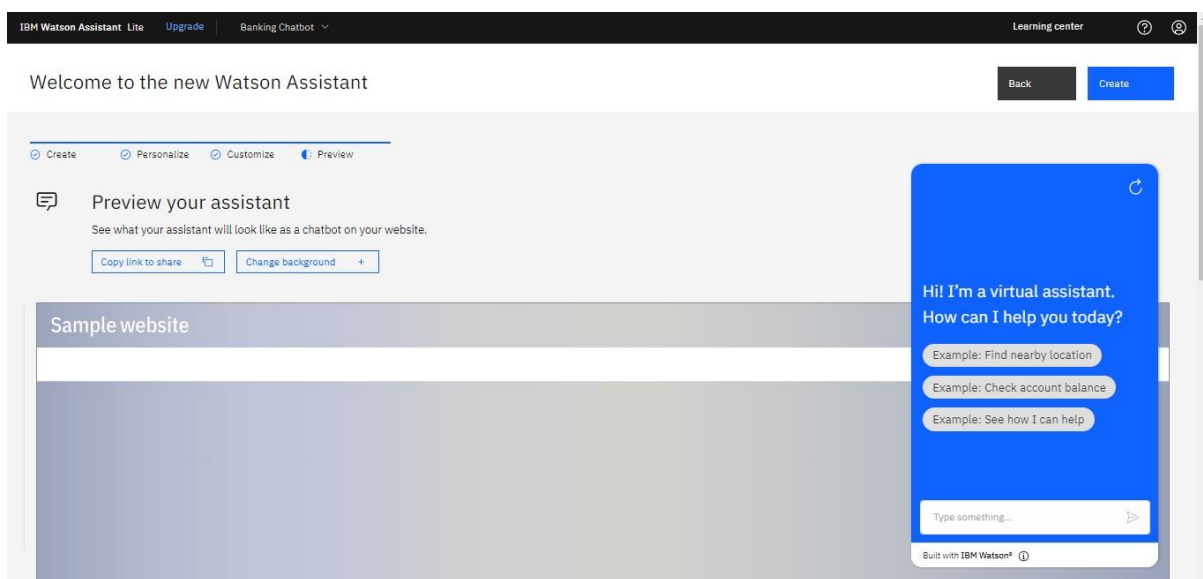 IBM Watson Assistant Lite Upgrade Banking Chatbot Learning center
Welcome to the new Watson Assistant
Back Create
Create Personalize Customize Preview
Preview your assistant
See what your assistant will look like as a chatbot on your website.
Copy link to share Change background +
Sample website
Hi! I'm a virtual assistant.
How can I help you today?
Example: Find nearby location
Example: Check account balance
Example: See how I can help
Type something...
Built with IBM Watson®